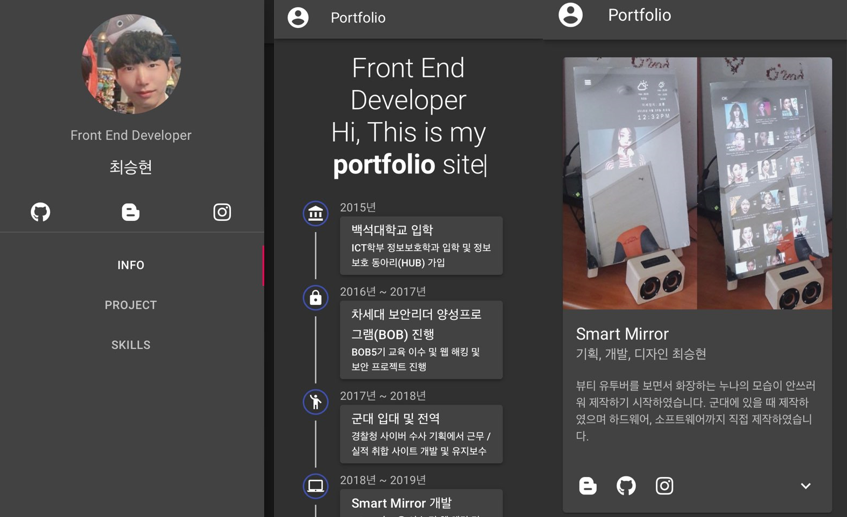 Front End Developer
최승현
INFO
PROJECT
SKILLS
Portfolio
Front End
Developer
Hi, This is my
portfolio site
2015년
백석대학교 입학
ICT학부 정보보호학과 입학 및 정보
보호 동아리(HUB) 가입
2016년 ~ 2017년
차세대 보안리더 양성프로
그램(BOB) 진행
BOB5기 교육 이수 및 웹 해킹 및
보안 프로젝트 진행
2017년 ~ 2018년
군대 입대 및 전역
경찰청 사이버 수사 기획에서 근무 /
실적 취합 사이트 개발 및 유지보수
2018년 ~ 2019년
Smart Mirror 개발
Portfolio
12:32PM
Smart Mirror
기획, 개발, 디자인 최승현
뷰티 유투버를 보면서 화장하는 누나의 모습이 안쓰러
워 제작하기 시작하였습니다. 군대에 있을 때 제작하
였으며 하드웨어, 소프트웨어까지 직접 제작하였습니
다.